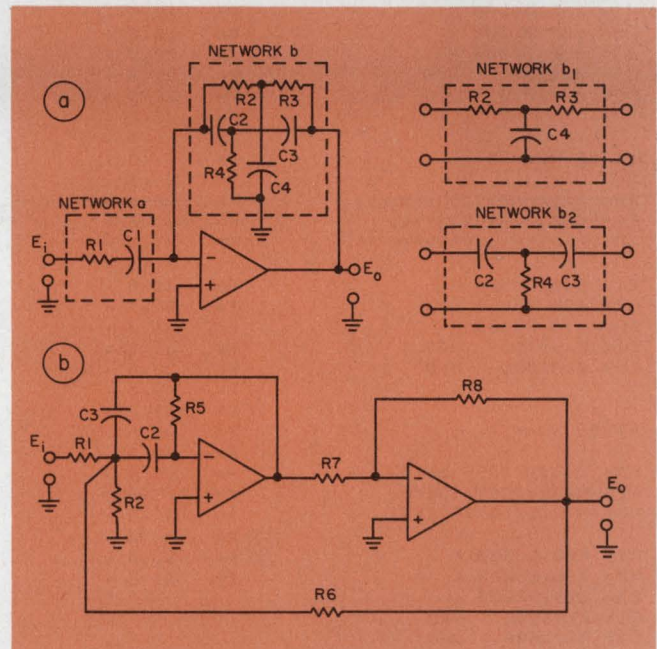 NETWORK b
a
R2 R3
C2
C3
R4
C4
NETWORK a
Ei
R1 C1
-
+
Eo
NETWORK b1
R2 R3
C4
NETWORK b2
C2 C3
R4
b
R8
C3
R5
Ei
R1
C2
-
+
R7
-
+
Eo
R2
R6